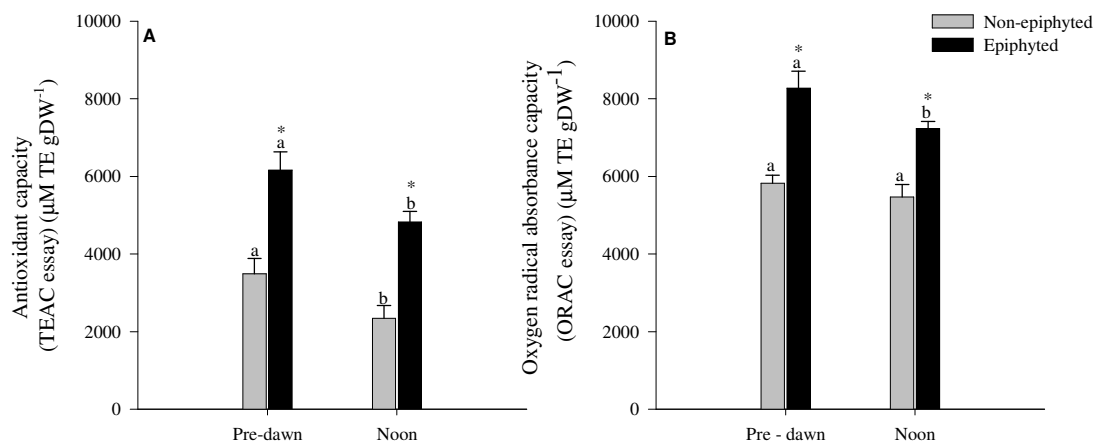 A
Antioxidant capacity
(TEAC essay) (µM TE gDW-1)
10000
8000
6000
4000
2000
0
a
*
a
b
*
b
Pre-dawn
Noon
B
Non-epiphyted
Epiphyted
Oxygen radical absorbance capacity
(ORAC essay) (µM TE gDW-1)
10000
8000
6000
4000
2000
0
a
*
a
a
*
b
Pre - dawn
Noon